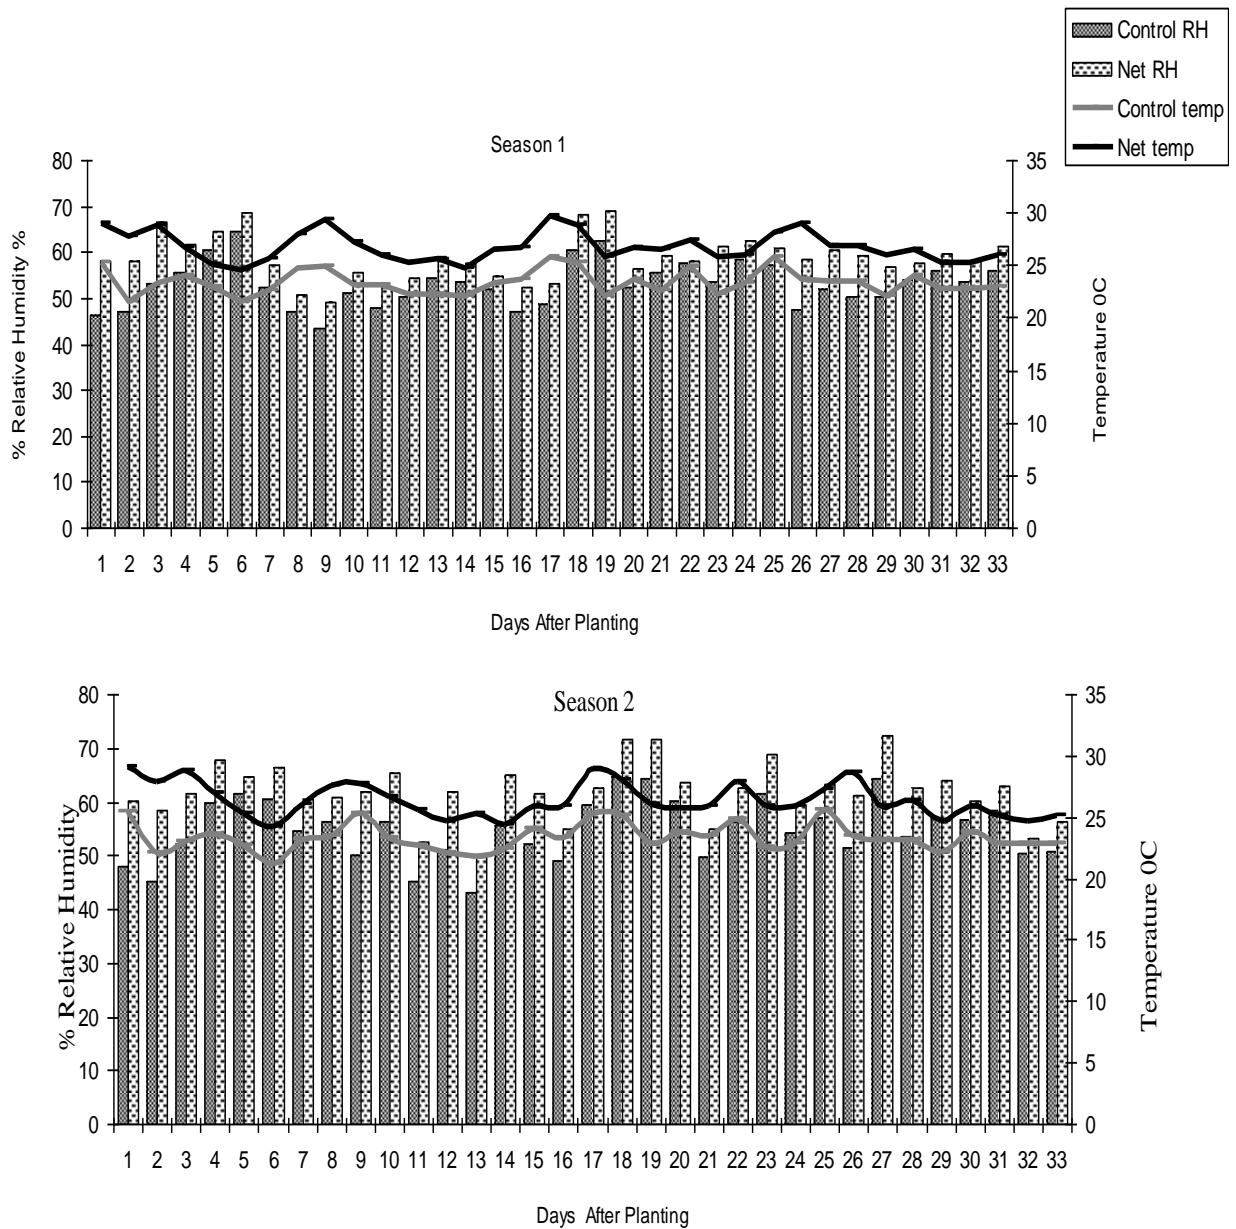 Control RH
Net RH
Control temp
Net temp
Season 1
80
70
60
50
40
30
20
10
0
% Relative Humidity %
35
30
25
20
15
10
5
0
Temperature 0C
1 2 3 4 5 6 7 8 9 10 11 12 13 14 15 16 17 18 19 20 21 22 23 24 25 26 27 28 29 30 31 32 33
Days After Planting
Season 2
80
70
60
50
40
30
20
10
0
% Relative Humidity
35
30
25
20
15
10
5
0
Temperature 0C
1 2 3 4 5 6 7 8 9 10 11 12 13 14 15 16 17 18 19 20 21 22 23 24 25 26 27 28 29 30 31 32 33
Days After Planting